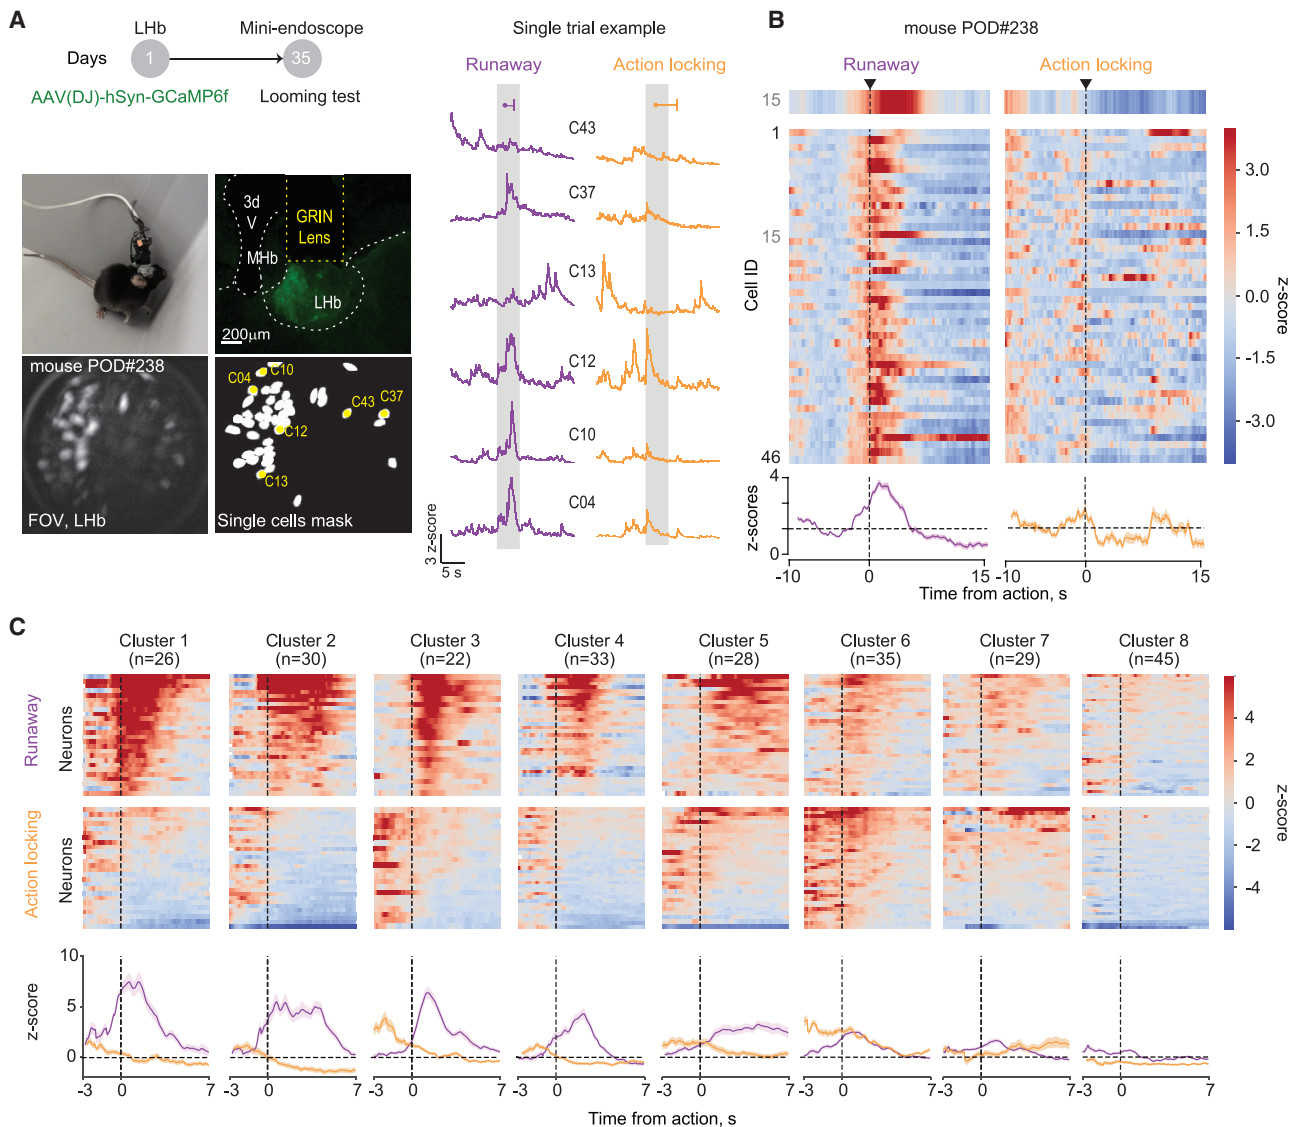 A
LHb
Mini-endoscope
Days
1
35
AAV(DJ)-hSyn-GCaMP6f
Looming test
3d
V
MHb
GRIN
Lens
LHb
200μm
mouse POD#238
FOV, LHb
C04
C10
C43
C37
C12
C13
Single cells mask
Single trial example
Runaway
Action locking
C43
C37
C13
C12
C10
C04
3 z-score
5 s
B
mouse POD#238
Runaway
Action locking
15
1
15
46
Cell ID
3.0
1.5
0.0
-1.5
-3.0
z-score
4
0
z-scores
-10
0
15
-10
0
15
Time from action, s
C
Cluster 1
(n=26)
Cluster 2
(n=30)
Cluster 3
(n=22)
Cluster 4
(n=33)
Cluster 5
(n=28)
Cluster 6
(n=35)
Cluster 7
(n=29)
Cluster 8
(n=45)
Runaway
Neurons
Action locking
Neurons
4
2
0
-2
-4
z-score
10
5
0
z-score
-3 0 7
-3 0 7
-3 0 7
-3 0 7
-3 0 7
-3 0 7
-3 0 7
-3 0 7
Time from action, s